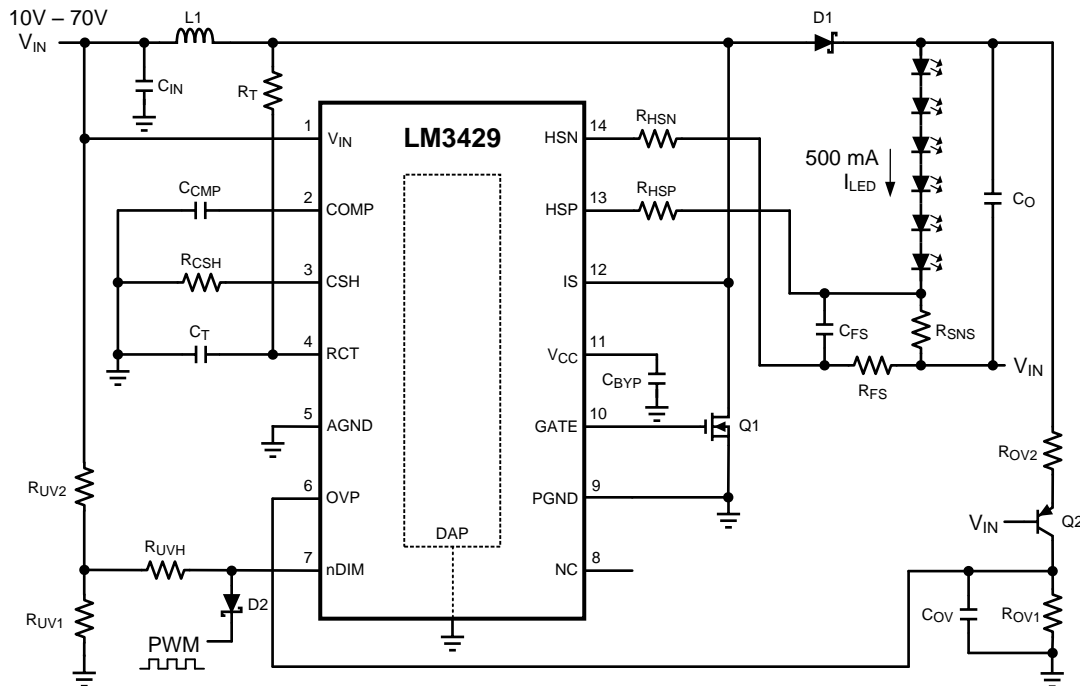 10V – 70V
VIN
L1
D1
CIN
RT
LM3429
1
VIN
HSN
14
RHSN
500 mA
ILED
CCMP
2
COMP
HSP
13
RHSP
CO
RCSH
3
CSH
IS
12
CT
4
RCT
VCC
11
CFS
RSNS
CBYP
RFS
VIN
5
AGND
GATE
10
Q1
RUV2
6
OVP
PGND
9
ROV2
VIN
Q2
RUVH
7
nDIM
DAP
NC
8
D2
RUV1
PWM
COV
ROV1